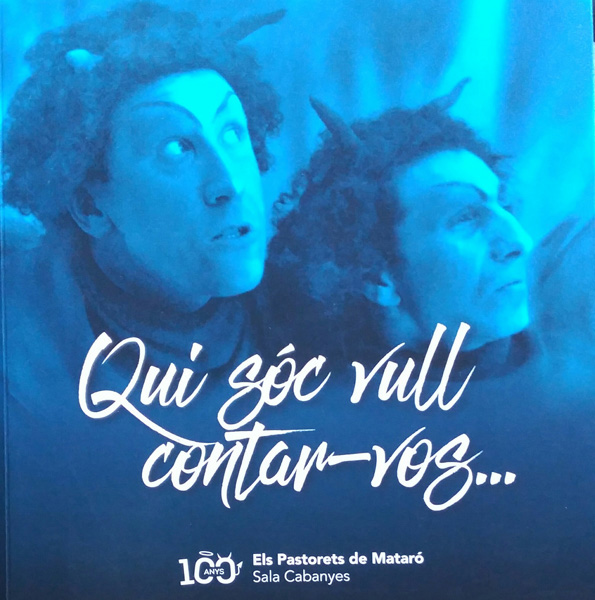 Qui sóc vull
contar-vos...
100
ANYS
Els Pastorets de Mataró
Sala Cabanyes